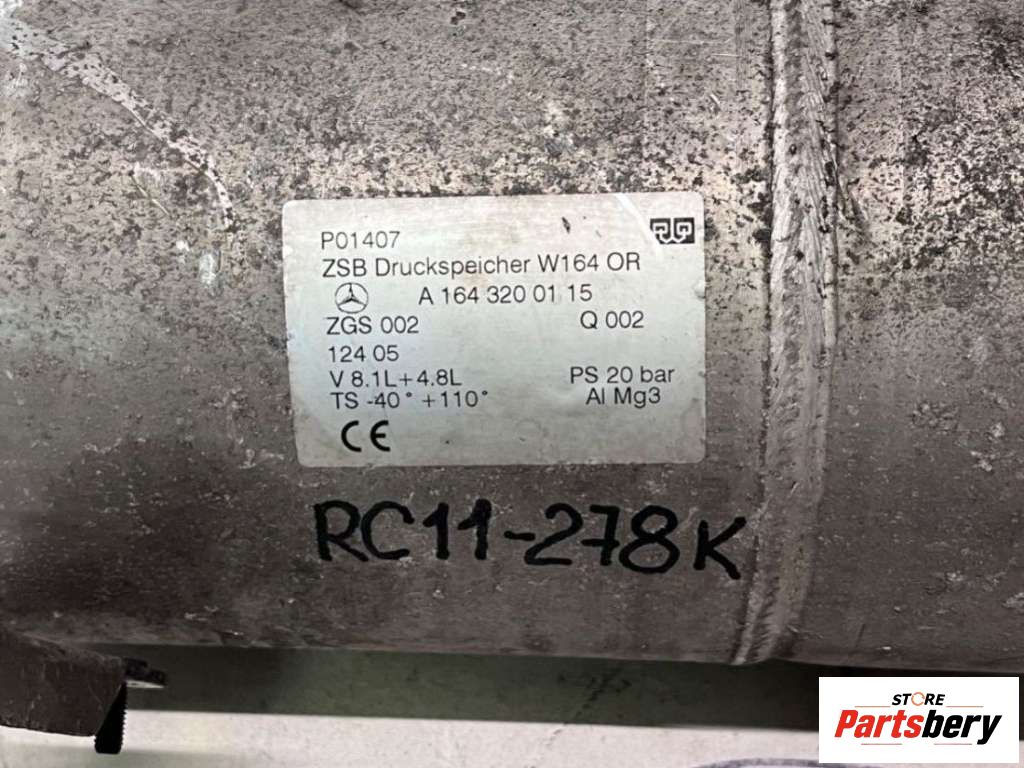 P01407
ZSB Druckspeicher W164 OR
A 164 320 01 15
ZGS 002 Q 002
124 05
V 8.1L+4.8L PS 20 bar
TS -40° +110° Al Mg3
CE
RC11-278K
STORE
Partsbery